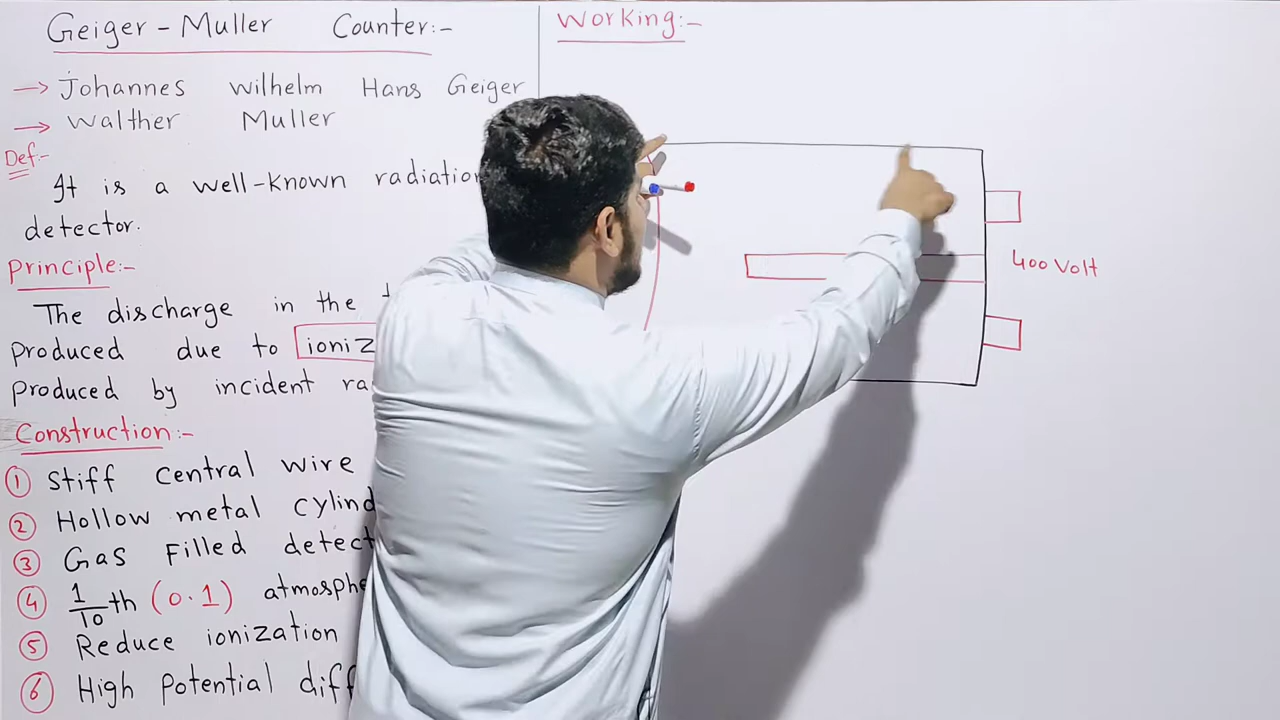 Geiger-Muller Counter:-
→ Johannes Wilhelm Hans Geiger
→ Walther Muller
Def:-
It is a well-known radiation
detector.
Principle:-
The discharge in the
produced due to
produced by incident
Construction:-
① Stiff central wire
② Hollow metal
③ Gas Filled
④ 1/10th (0.1)
⑤ Reduce ionization
⑥ High Potential
Working:-
400 Volt